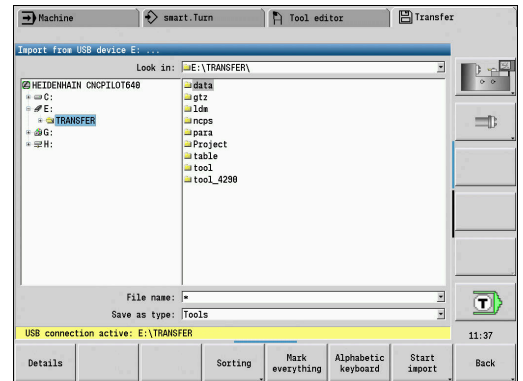 Machine smart.Turn Tool editor Transfer
Import from USB device E: ...
Look in: E:\TRANSFER\
HEIDENHAIN CNCPILOT640
C:
E:
TRANSFER
G:
H:
data
gtz
ldm
ncps
para
Project
table
tool
tool_4290
File name: *
Save as type: Tools
USB connection active: E:\TRANSFER
T
11:37
Details Sorting Mark everything Alphabetic keyboard Start import Back